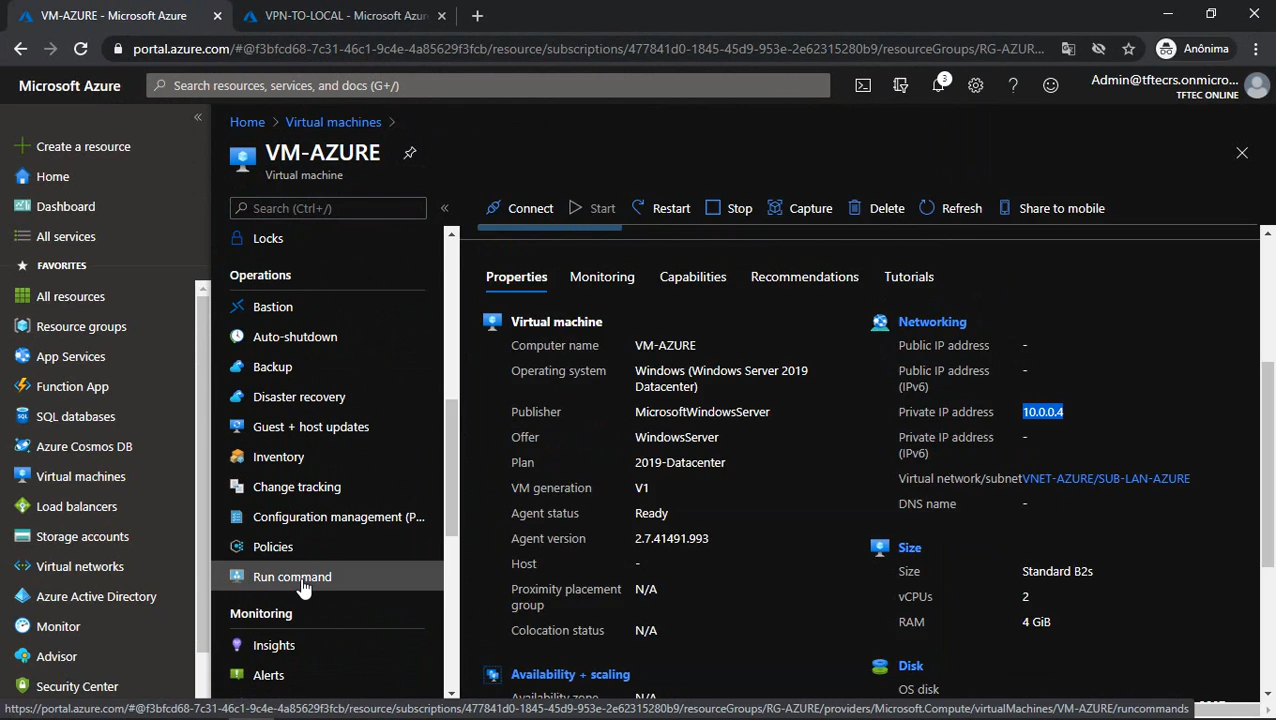 VM-AZURE - Microsoft Azure
VPN-TO-LOCAL - Microsoft Azur
portal.azure.com/#@f3bfcd68-7c31-46c1-9c4e-4a85629f3fcb/resource/subscriptions/477841d0-1845-45d9-953e-2e62315280b9/resourceGroups/RG-AZUR...
Anônima
Microsoft Azure
Search resources, services, and docs (G+/)
3
Admin@tftecrs.onmicro...
TFTEC ONLINE
Create a resource
Home
Dashboard
All services
FAVORITES
All resources
Resource groups
App Services
Function App
SQL databases
Azure Cosmos DB
Virtual machines
Load balancers
Storage accounts
Virtual networks
Azure Active Directory
Monitor
Advisor
Security Center
Home > Virtual machines >
VM-AZURE
Virtual machine
Search (Ctrl+/)
Locks
Operations
Bastion
Auto-shutdown
Backup
Disaster recovery
Guest + host updates
Inventory
Change tracking
Configuration management (P...
Policies
Run command
Monitoring
Insights
Alerts
Connect Start Restart Stop Capture Delete Refresh Share to mobile
Properties Monitoring Capabilities Recommendations Tutorials
Virtual machine
Computer name VM-AZURE
Operating system Windows (Windows Server 2019
Datacenter)
Publisher MicrosoftWindowsServer
Offer WindowsServer
Plan 2019-Datacenter
VM generation V1
Agent status Ready
Agent version 2.7.41491.993
Host -
Proximity placement N/A
group
Colocation status N/A
Availability + scaling
Availability zone N/A
Networking
Public IP address -
Public IP address -
(IPv6)
Private IP address 10.0.0.4
Private IP address -
(IPv6)
Virtual network/subnet VNET-AZURE/SUB-LAN-AZURE
DNS name -
Size
Size Standard B2s
vCPUs 2
RAM 4 GiB
Disk
OS disk
https://portal.azure.com/#@f3bfcd68-7c31-46c1-9c4e-4a85629f3fcb/resource/subscriptions/477841d0-1845-45d9-953e-2e62315280b9/resourceGroups/RG-AZURE/providers/Microsoft.Compute/virtualMachines/VM-AZURE/runcommands